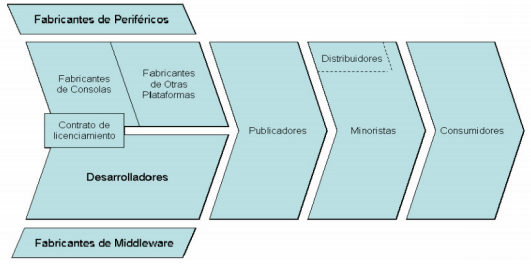 Fabricantes de Periféricos
Fabricantes
de Consolas
Fabricantes
de Otras
Plataformas
Contrato de
licenciamiento
Desarrolladores
Publicadores
Distribuidores
Minoristas
Consumidores
Fabricantes de Middleware